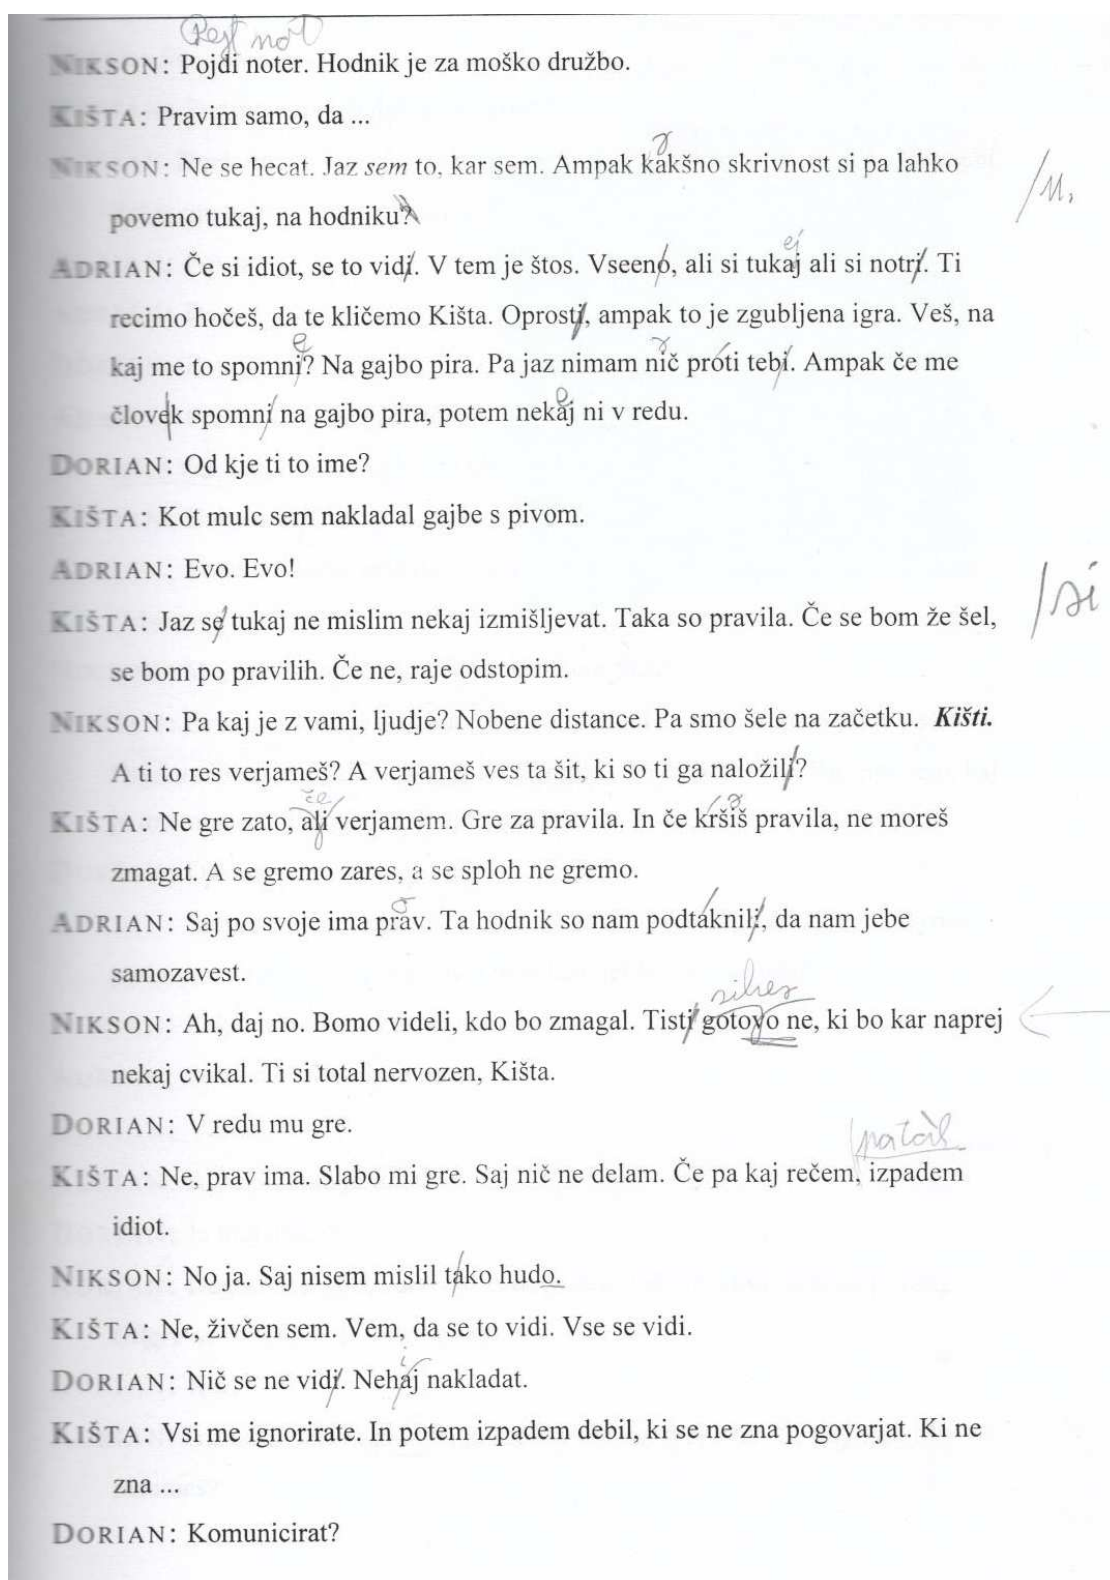 Pejt nőt
NIKSON: Pojdi noter. Hodnik je za moško družbo.
KIŠTA: Pravim samo, da ...
NIKSON: Ne se hecat. Jaz sem to, kar sem. Ampak kakšno skrivnost si pa lahko
povemo tukaj, na hodniku?
ADRIAN: Če si idiot, se to vidi. V tem je štos. Vseeno, ali si tukaj ali si notri. Ti
recimo hočeš, da te kličemo Kišta. Oprosti, ampak to je zgubljena igra. Veš, na
kaj me to spomni? Na gajbo pira. Pa jaz nimam nič proti tebi. Ampak če me
človek spomni na gajbo pira, potem nekaj ni v redu.
DORIAN: Od kje ti to ime?
KIŠTA: Kot mulc sem nakladal gajbe s pivom.
ADRIAN: Evo. Evo!
/si
KIŠTA: Jaz se tukaj ne mislim nekaj izmišljevat. Taka so pravila. Če se bom že šel,
se bom po pravilih. Če ne, raje odstopim.
NIKSON: Pa kaj je z vami, ljudje? Nobene distance. Pa smo šele na začetku. Kišti.
A ti to res verjameš? A verjameš ves ta šit, ki so ti ga naložili?
če
KIŠTA: Ne gre zato, ali verjamem. Gre za pravila. In če kršiš pravila, ne moreš
zmagat. A se gremo zares, a se sploh ne gremo.
ADRIAN: Saj po svoje ima prav. Ta hodnik so nam podtaknili, da nam jebe
samozavest.
NIKSON: Ah, daj no. Bomo videli, kdo bo zmagal. Tisti gotovo ne, ki bo kar naprej
nekaj cvikal. Ti si total nervozen, Kišta.
DORIAN: V redu mu gre.
KIŠTA: Ne, prav ima. Slabo mi gre. Saj nič ne delam. Če pa kaj rečem, izpadem
idiot.
NIKSON: No ja. Saj nisem mislil tako hudo.
KIŠTA: Ne, živčen sem. Vem, da se to vidi. Vse se vidi.
DORIAN: Nič se ne vidi. Nehaj nakladat.
KIŠTA: Vsi me ignorirate. In potem izpadem debil, ki se ne zna pogovarjat. Ki ne
zna ...
DORIAN: Komunicirat?